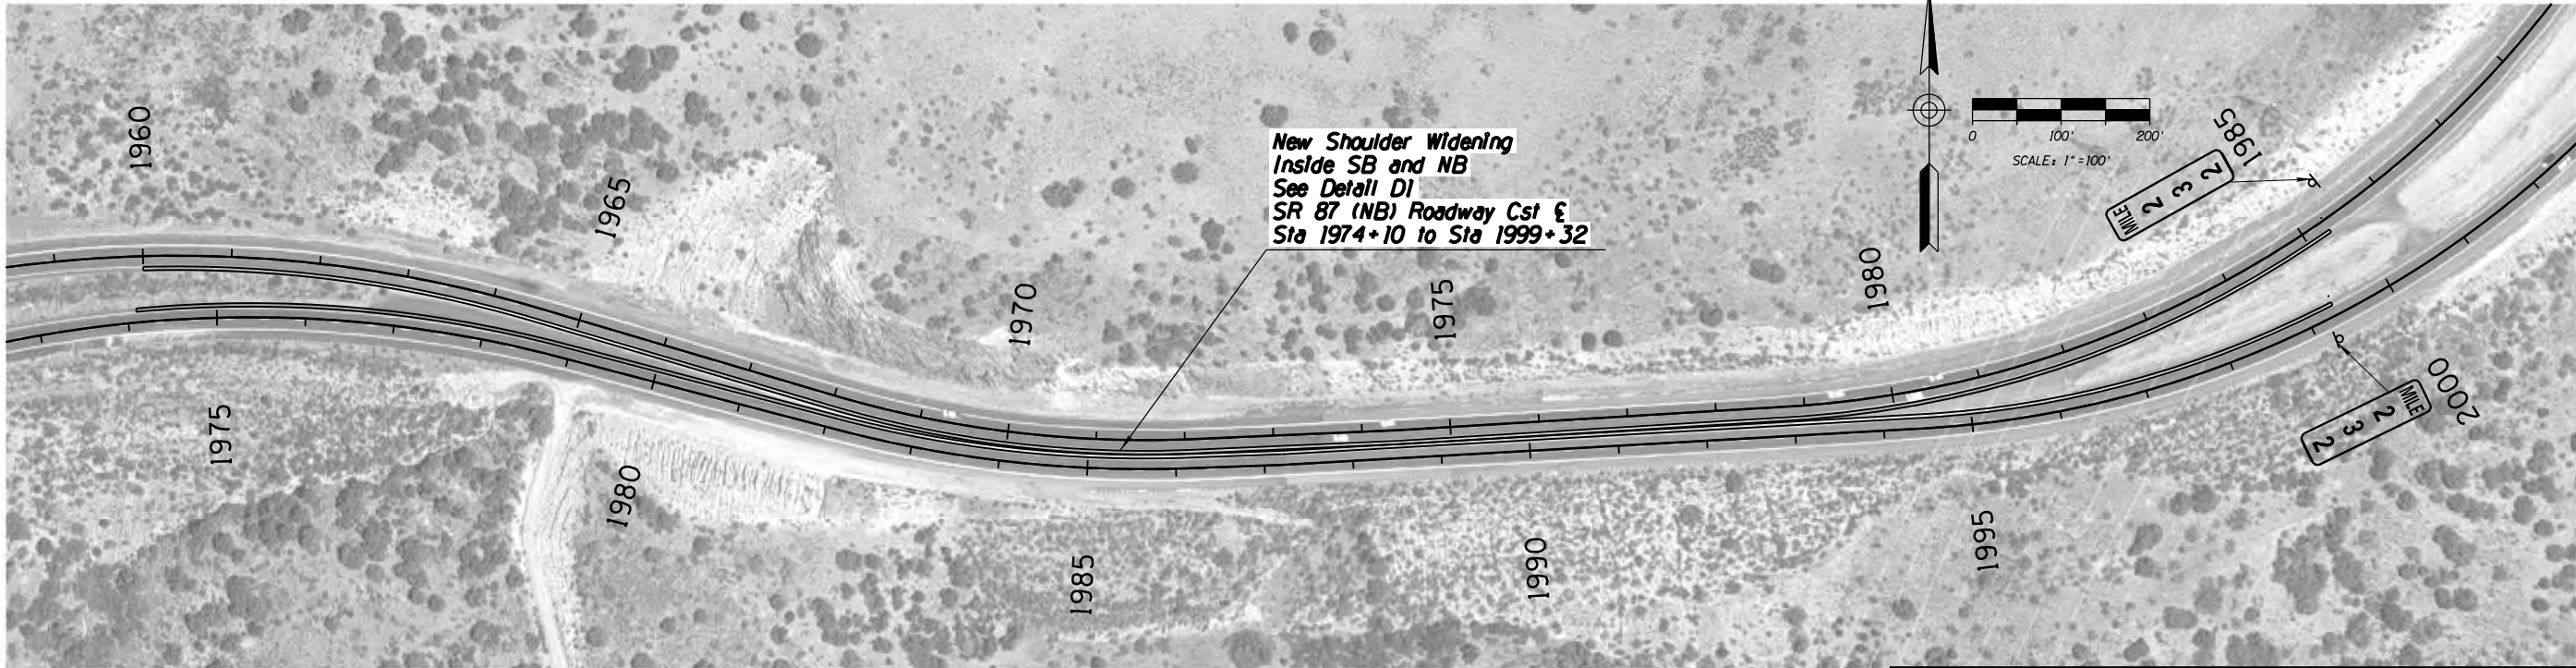 1960
1965
New Shoulder Widening
Inside SB and NB
See Detail D1
SR 87 (NB) Roadway Cst ℄
Sta 1974+10 to Sta 1999+32
0 100' 200'
SCALE: 1"=100'
1985
MILE 2 3 2
1970
1975
1980
1975
1980
1985
1990
1995
2000
MILE 2 3 2